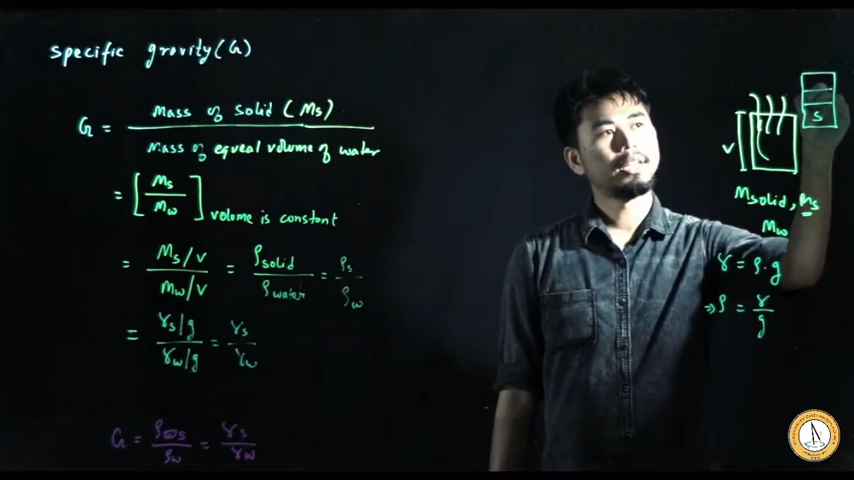 specific gravity (G)
G = Mass of solid (Ms) / Mass of equeal volume of water
= [Ms / Mw] volume is constant
= Ms/v / Mw/v = ρsolid / ρwater = ρs / ρw
= γs/g / γw/g = γs / γw
G = ρs / ρw = γs / γw
S
v
Msolid, Ms
Mw
γ = ρ.g
⇒ ρ = γ / g